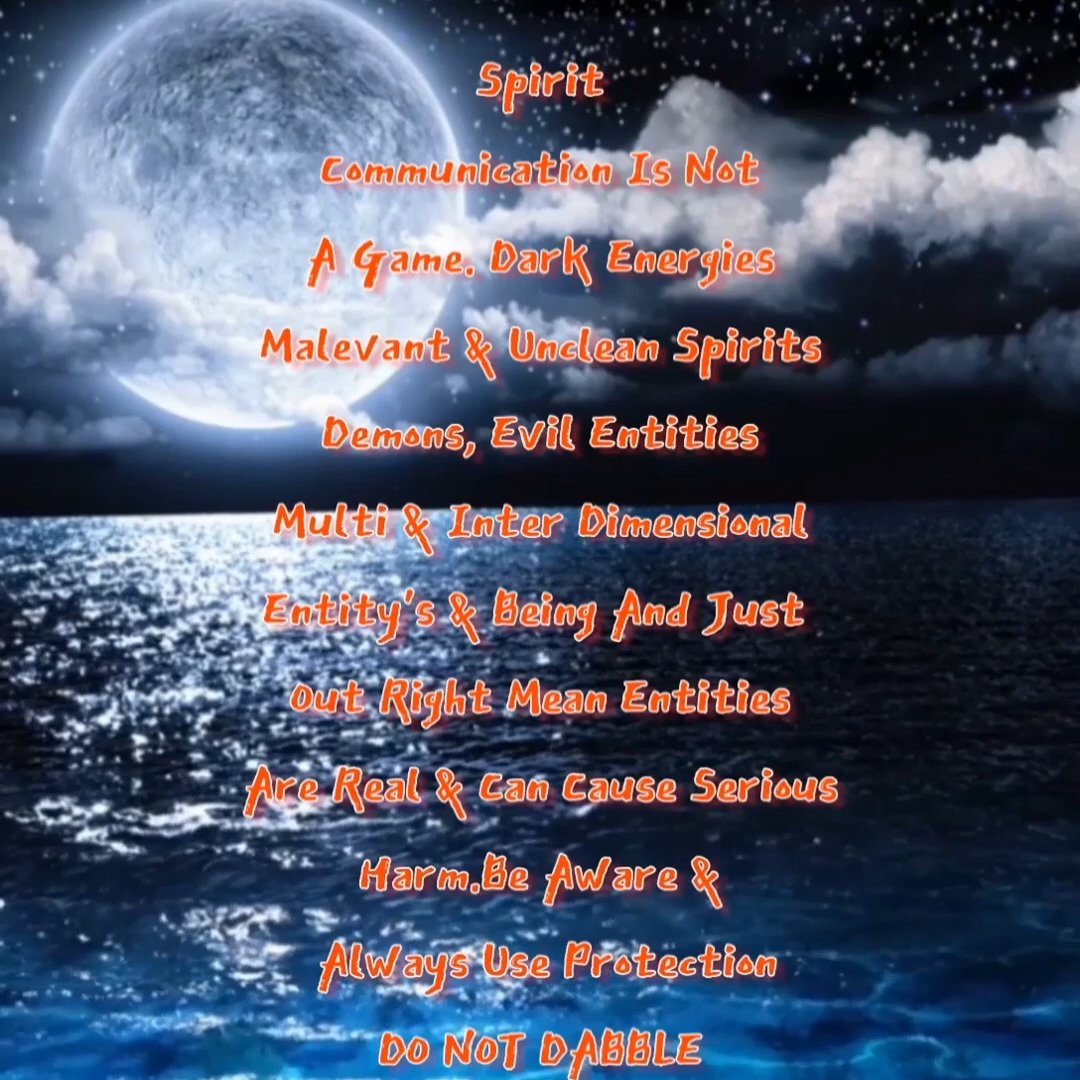 Spirit
Communication Is Not
A Game. Dark Energies
Malevant & Unclean Spirits
Demons, Evil Entities
Multi & Inter Dimensional
Entity's & Being And Just
Out Right Mean Entities
Are Real & Can Cause Serious
Harm.Be Aware &
Always Use Protection
DO NOT DABBLE